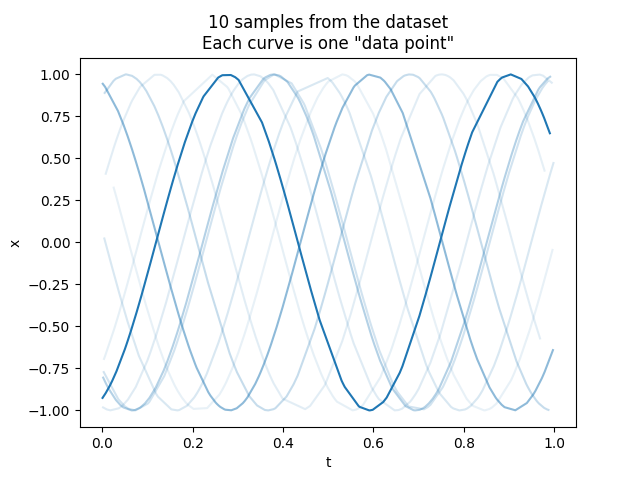 10 samples from the dataset
Each curve is one "data point"
1.00
0.75
0.50
0.25
0.00
−0.25
−0.50
−0.75
−1.00
x
0.0 0.2 0.4 0.6 0.8 1.0
t